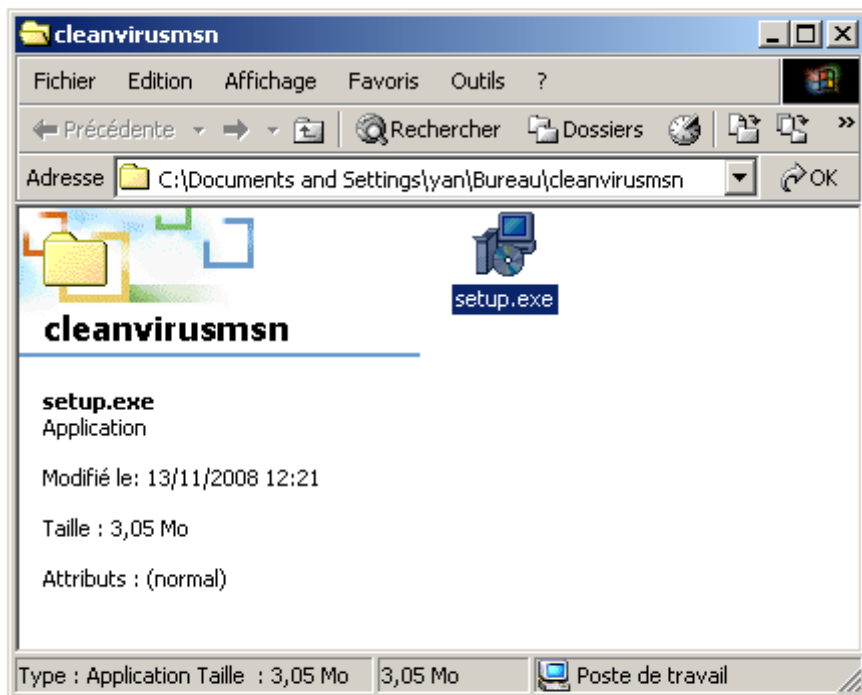 cleanvirusmsn
Fichier Edition Affichage Favoris Outils ?
Précédente Rechercher Dossiers »
Adresse C:\Documents and Settings\yan\Bureau\cleanvirusmsn OK
setup.exe
cleanvirusmsn
setup.exe
Application
Modifié le: 13/11/2008 12:21
Taille : 3,05 Mo
Attributs : (normal)
Type : Application Taille : 3,05 Mo 3,05 Mo Poste de travail